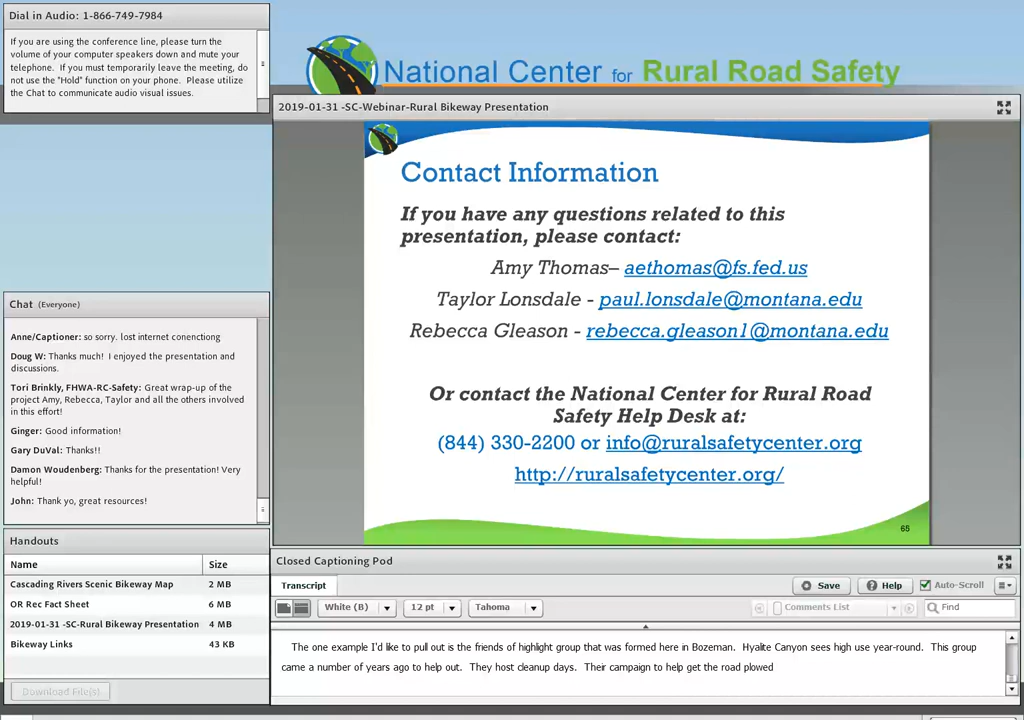 Dial in Audio: 1-866-749-7984
If you are using the conference line, please turn the
volume of your computer speakers down and mute your
telephone. If you must temporarily leave the meeting, do
not use the "Hold" function on your phone. Please utilize
the Chat to communicate audio visual issues.
National Center for Rural Road Safety
2019-01-31 -SC-Webinar-Rural Bikeway Presentation
Contact Information
If you have any questions related to this
presentation, please contact:
Amy Thomas– aethomas@fs.fed.us
Taylor Lonsdale - paul.lonsdale@montana.edu
Rebecca Gleason - rebecca.gleason1@montana.edu
Or contact the National Center for Rural Road
Safety Help Desk at:
(844) 330-2200 or info@ruralsafetycenter.org
http://ruralsafetycenter.org/
65
Chat (Everyone)
Anne/Captioner: so sorry. lost internet conenctiong
Doug W: Thanks much! I enjoyed the presentation and
discussions.
Tori Brinkly, FHWA-RC-Safety: Great wrap-up of the
project Amy, Rebecca, Taylor and all the others involved
in this effort!
Ginger: Good information!
Gary DuVal: Thanks!!
Damon Woudenberg: Thanks for the presentation! Very
helpful!
John: Thank yo, great resources!
Handouts
Name Size
Cascading Rivers Scenic Bikeway Map 2 MB
OR Rec Fact Sheet 6 MB
2019-01-31 -SC-Rural Bikeway Presentation 4 MB
Bikeway Links 43 KB
Download File(s)
Closed Captioning Pod
Transcript Save Help Auto-Scroll
White (B) 12 pt Tahoma Comments List Find
The one example I'd like to pull out is the friends of highlight group that was formed here in Bozeman. Hyalite Canyon sees high use year-round. This group
came a number of years ago to help out. They host cleanup days. Their campaign to help get the road plowed